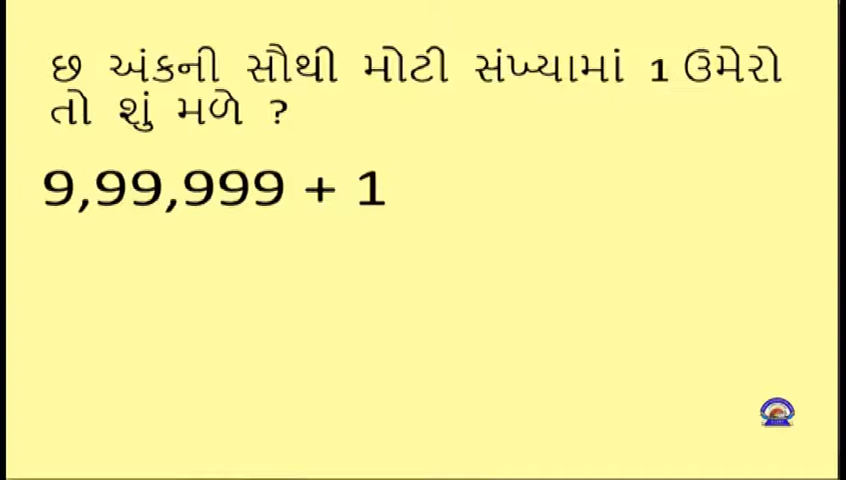 છ અંકની સૌથી મોટી સંખ્યામાં 1 ઉમેરો
તો શું મળે ?
9,99,999 + 1